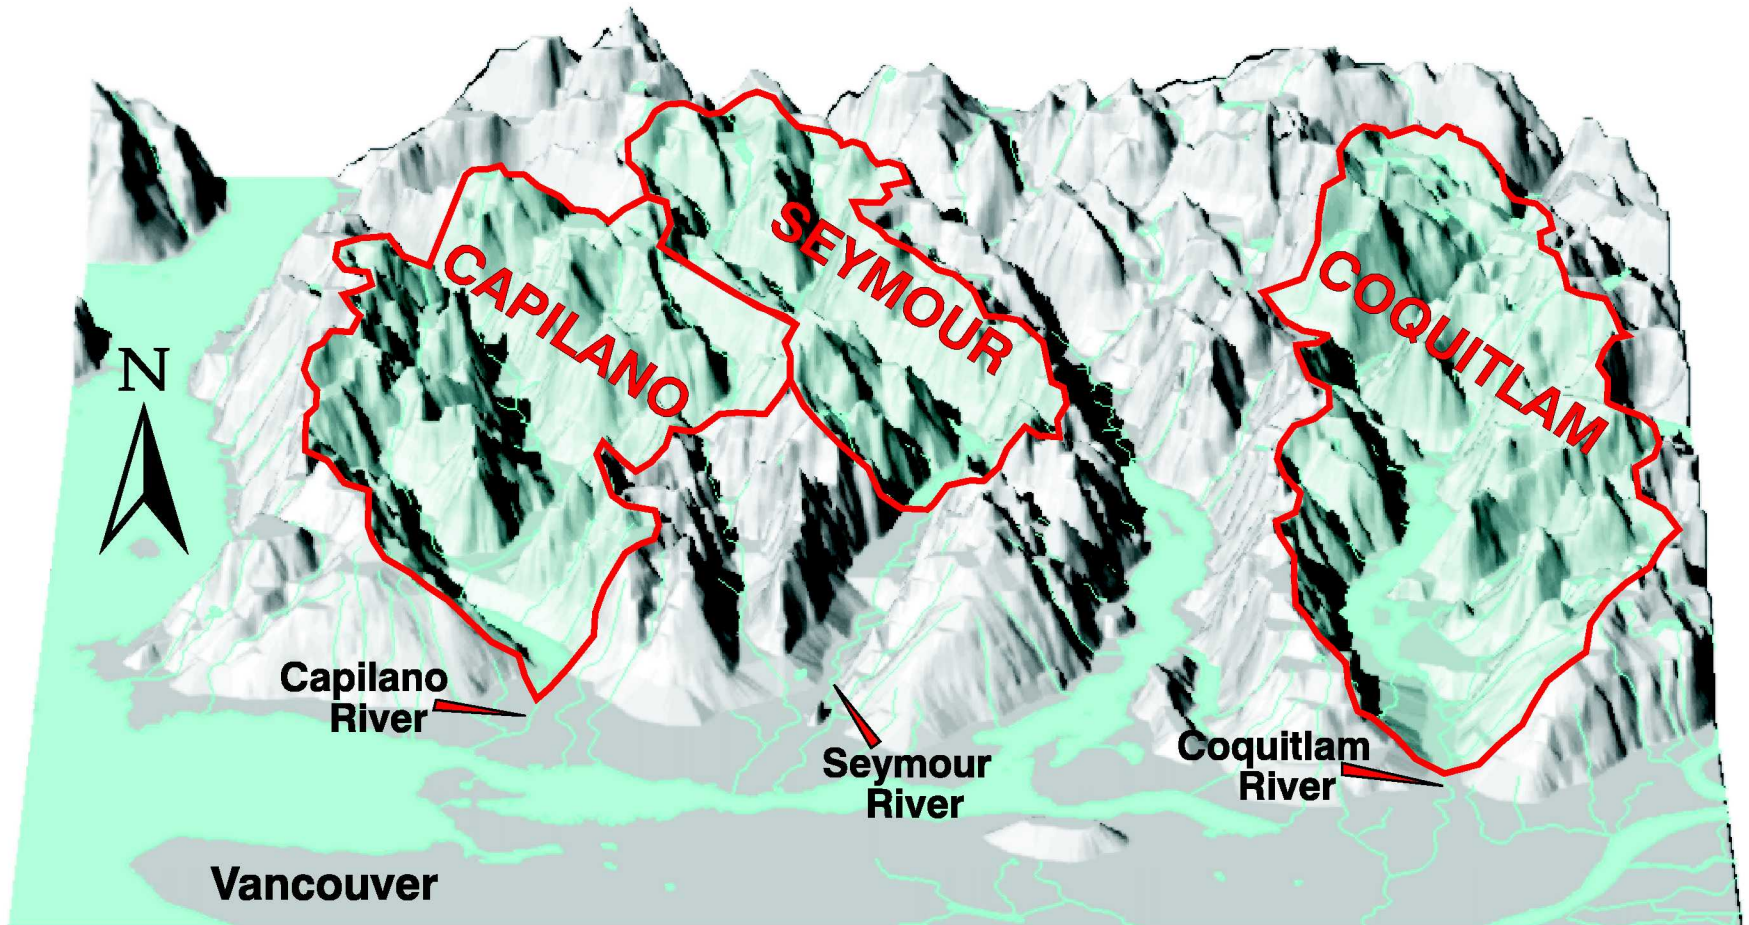 SEYMOUR
CAPILANO
COQUITLAM
N
Capilano
River
Seymour
River
Coquitlam
River
Vancouver